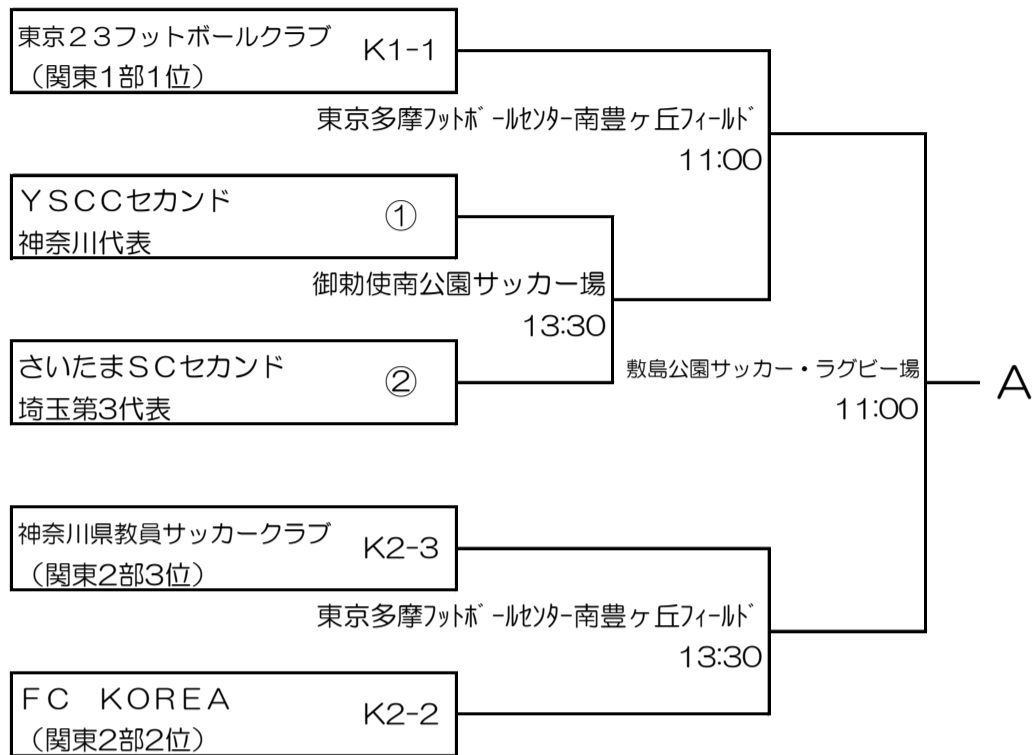 東京２３フットボールクラブ K1-1
（関東1部1位）
東京多摩ﾌｯﾄﾎﾞｰﾙｾﾝﾀｰ南豊ヶ丘ﾌｨｰﾙﾄﾞ
11:00
ＹＳＣＣセカンド ①
神奈川代表
御勅使南公園サッカー場
13:30
さいたまＳＣセカンド ②
埼玉第3代表
敷島公園サッカー・ラグビー場
11:00
A
神奈川県教員サッカークラブ K2-3
（関東2部3位）
東京多摩ﾌｯﾄﾎﾞｰﾙｾﾝﾀｰ南豊ヶ丘ﾌｨｰﾙﾄﾞ
13:30
ＦＣ　ＫＯＲＥＡ K2-2
（関東2部2位）